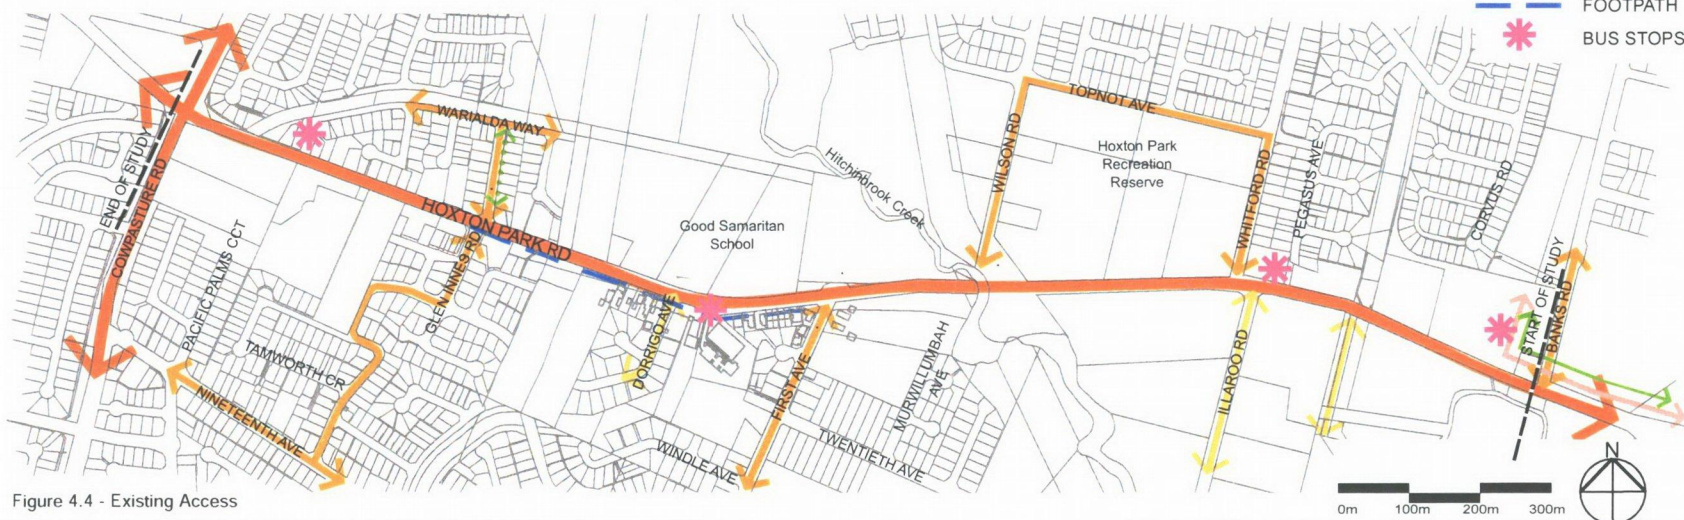 FOOTPATH
BUS STOPS
WARIALDA WAY
TOPNOT AVE
WILSON RD
Hoxton Park
Recreation
Reserve
WHITFORD RD
PEGASUS AVE
CORVUS RD
Hitchinbrook Creek
END OF STUDY
COWPASTURE RD
PACIFIC PALMS CCT
HOXTON PARK RD
Good Samaritan
School
GLEN INNES RD
TAMWORTH CR
NINETEENTH AVE
DORRIGO AVE
FIRST AVE
WINDLE AVE
TWENTIETH AVE
MURWILLUMBAH
AVE
ILLAROO RD
START OF STUDY
BANKS RD
N
0m 100m 200m 300m
Figure 4.4 - Existing Access